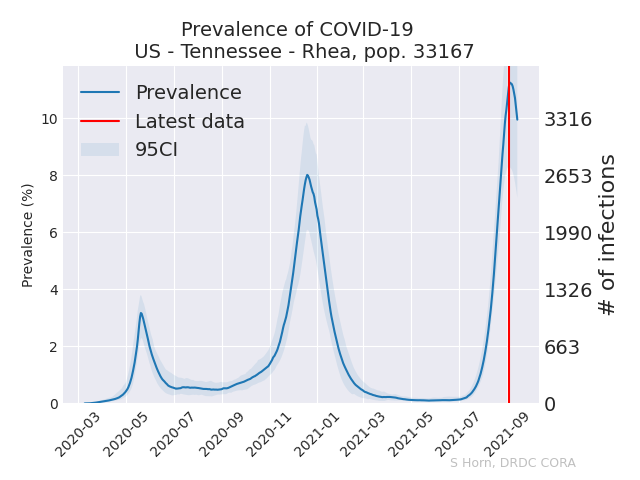 Prevalence of COVID-19
US - Tennessee - Rhea, pop. 33167
Prevalence
Latest data
95CI
Prevalence (%)
10
8
6
4
2
0
3316
2653
1990
1326
663
0
# of infections
2020-03
2020-05
2020-07
2020-09
2020-11
2021-01
2021-03
2021-05
2021-07
2021-09
S Horn, DRDC CORA